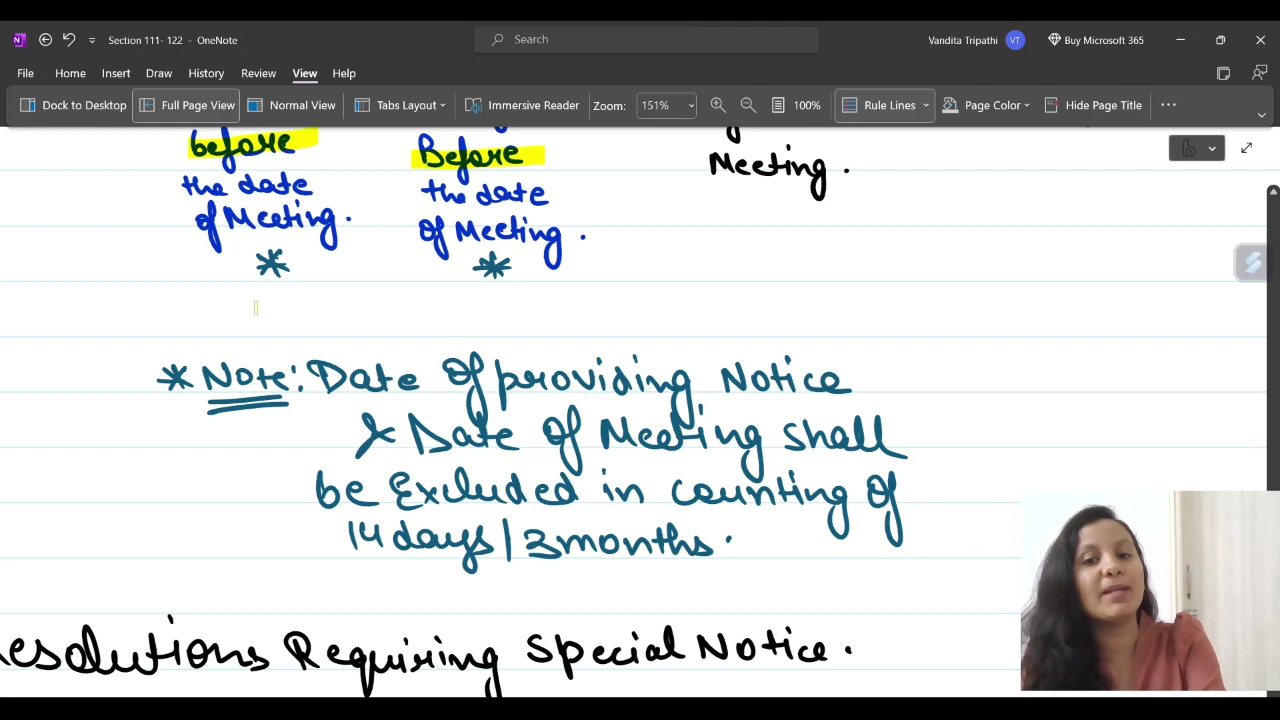 Section 111- 122 - OneNote
Search
Vandita Tripathi VT
Buy Microsoft 365
File Home Insert Draw History Review View Help
Dock to Desktop Full Page View Normal View Tabs Layout Immersive Reader Zoom: 151% 100% Rule Lines Page Color Hide Page Title
before
the date
of Meeting.
*
Before
the date
of Meeting.
*
Meeting.
* Note: Date Of providing Notice
& Date Of Meeting shall
be Excluded in counting Of
14 days / 3 months.
Resolutions Requiring Special Notice.